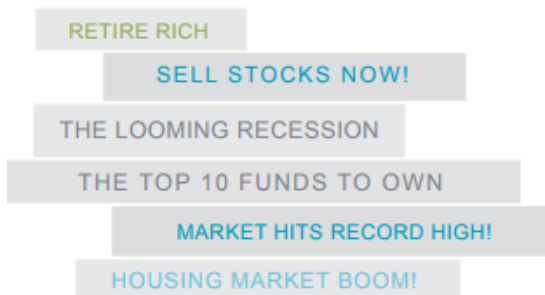 RETIRE RICH
SELL STOCKS NOW!
THE LOOMING RECESSION
THE TOP 10 FUNDS TO OWN
MARKET HITS RECORD HIGH!
HOUSING MARKET BOOM!